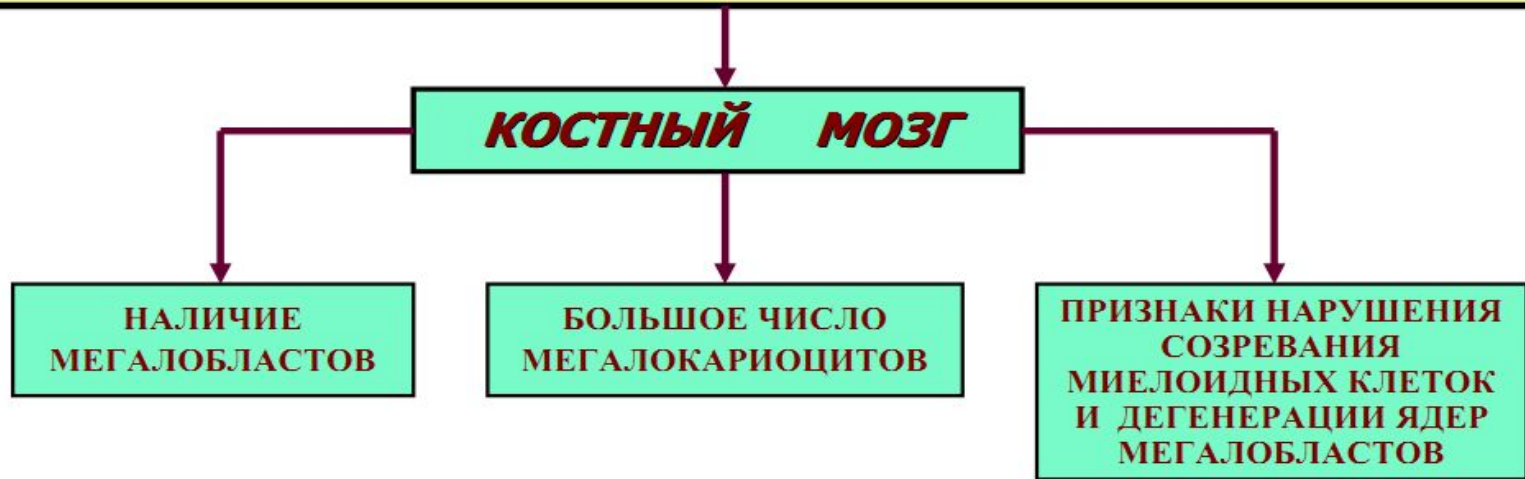 КОСТНЫЙ МОЗГ
НАЛИЧИЕ
МЕГАЛОБЛАСТОВ
БОЛЬШОЕ ЧИСЛО
МЕГАЛОКАРИОЦИТОВ
ПРИЗНАКИ НАРУШЕНИЯ
СОЗРЕВАНИЯ
МИЕЛОИДНЫХ КЛЕТОК
И ДЕГЕНЕРАЦИИ ЯДЕР
МЕГАЛОБЛАСТОВ